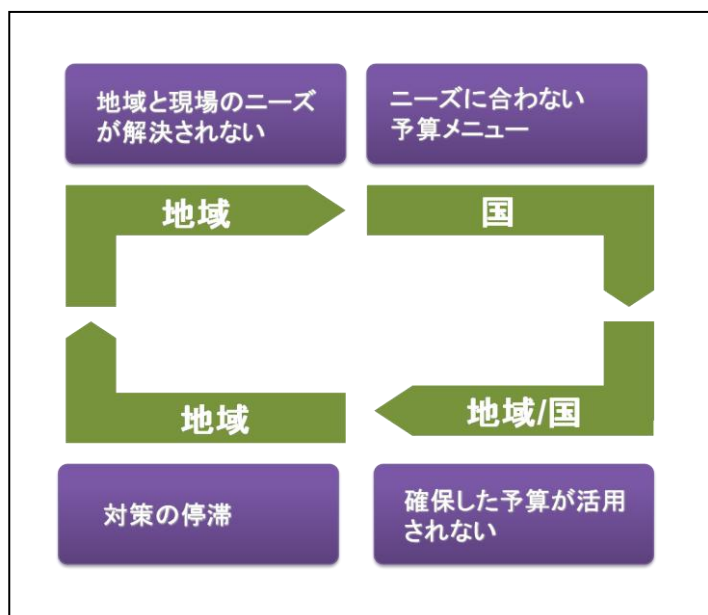 地域と現場のニーズ
が解決されない
ニーズに合わない
予算メニュー
地域
国
地域
地域/国
対策の停滞
確保した予算が活用
されない